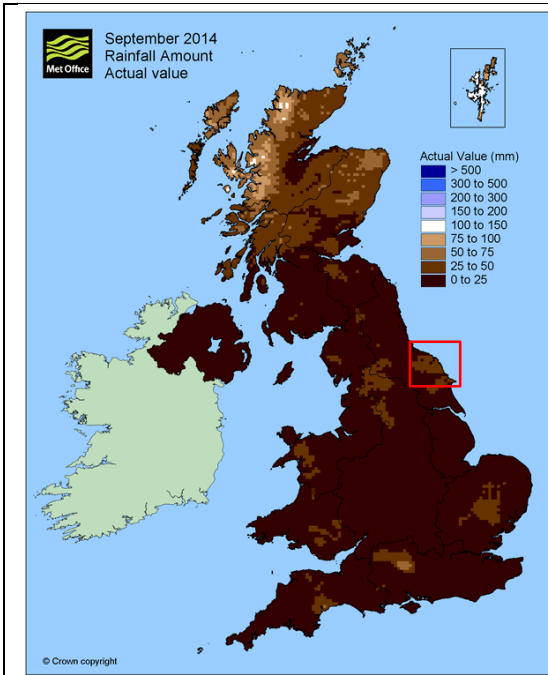 September 2014
Rainfall Amount
Actual value
Met Office
Actual Value (mm)
> 500
300 to 500
200 to 300
150 to 200
100 to 150
75 to 100
50 to 75
25 to 50
0 to 25
© Crown copyright